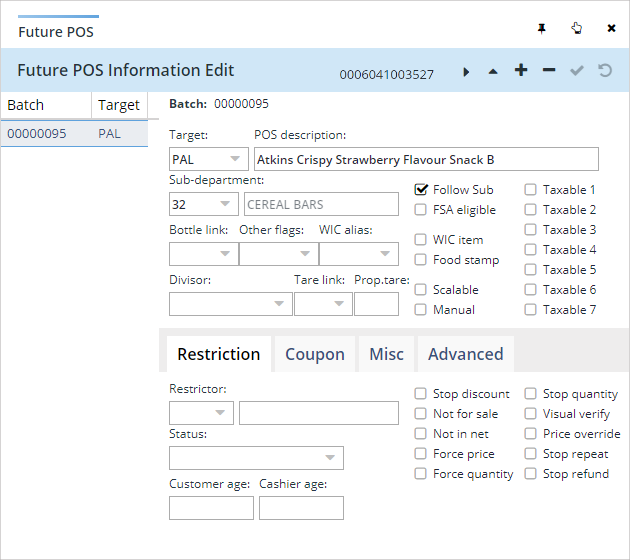 Future POS
Future POS Information Edit 0006041003527
Batch Target
00000095 PAL
Batch: 00000095
Target: POS description:
PAL Atkins Crispy Strawberry Flavour Snack B
Sub-department:
32 CEREAL BARS
Bottle link: Other flags: WIC alias:
Divisor: Tare link: Prop.tare:
Follow Sub Taxable 1
FSA eligible Taxable 2
Taxable 3
WIC item
Taxable 4
Food stamp
Taxable 5
Scalable Taxable 6
Manual Taxable 7
Restriction Coupon Misc Advanced
Restrictor:
Status:
Customer age: Cashier age:
Stop discount Stop quantity
Not for sale Visual verify
Not in net Price override
Force price Stop repeat
Force quantity Stop refund